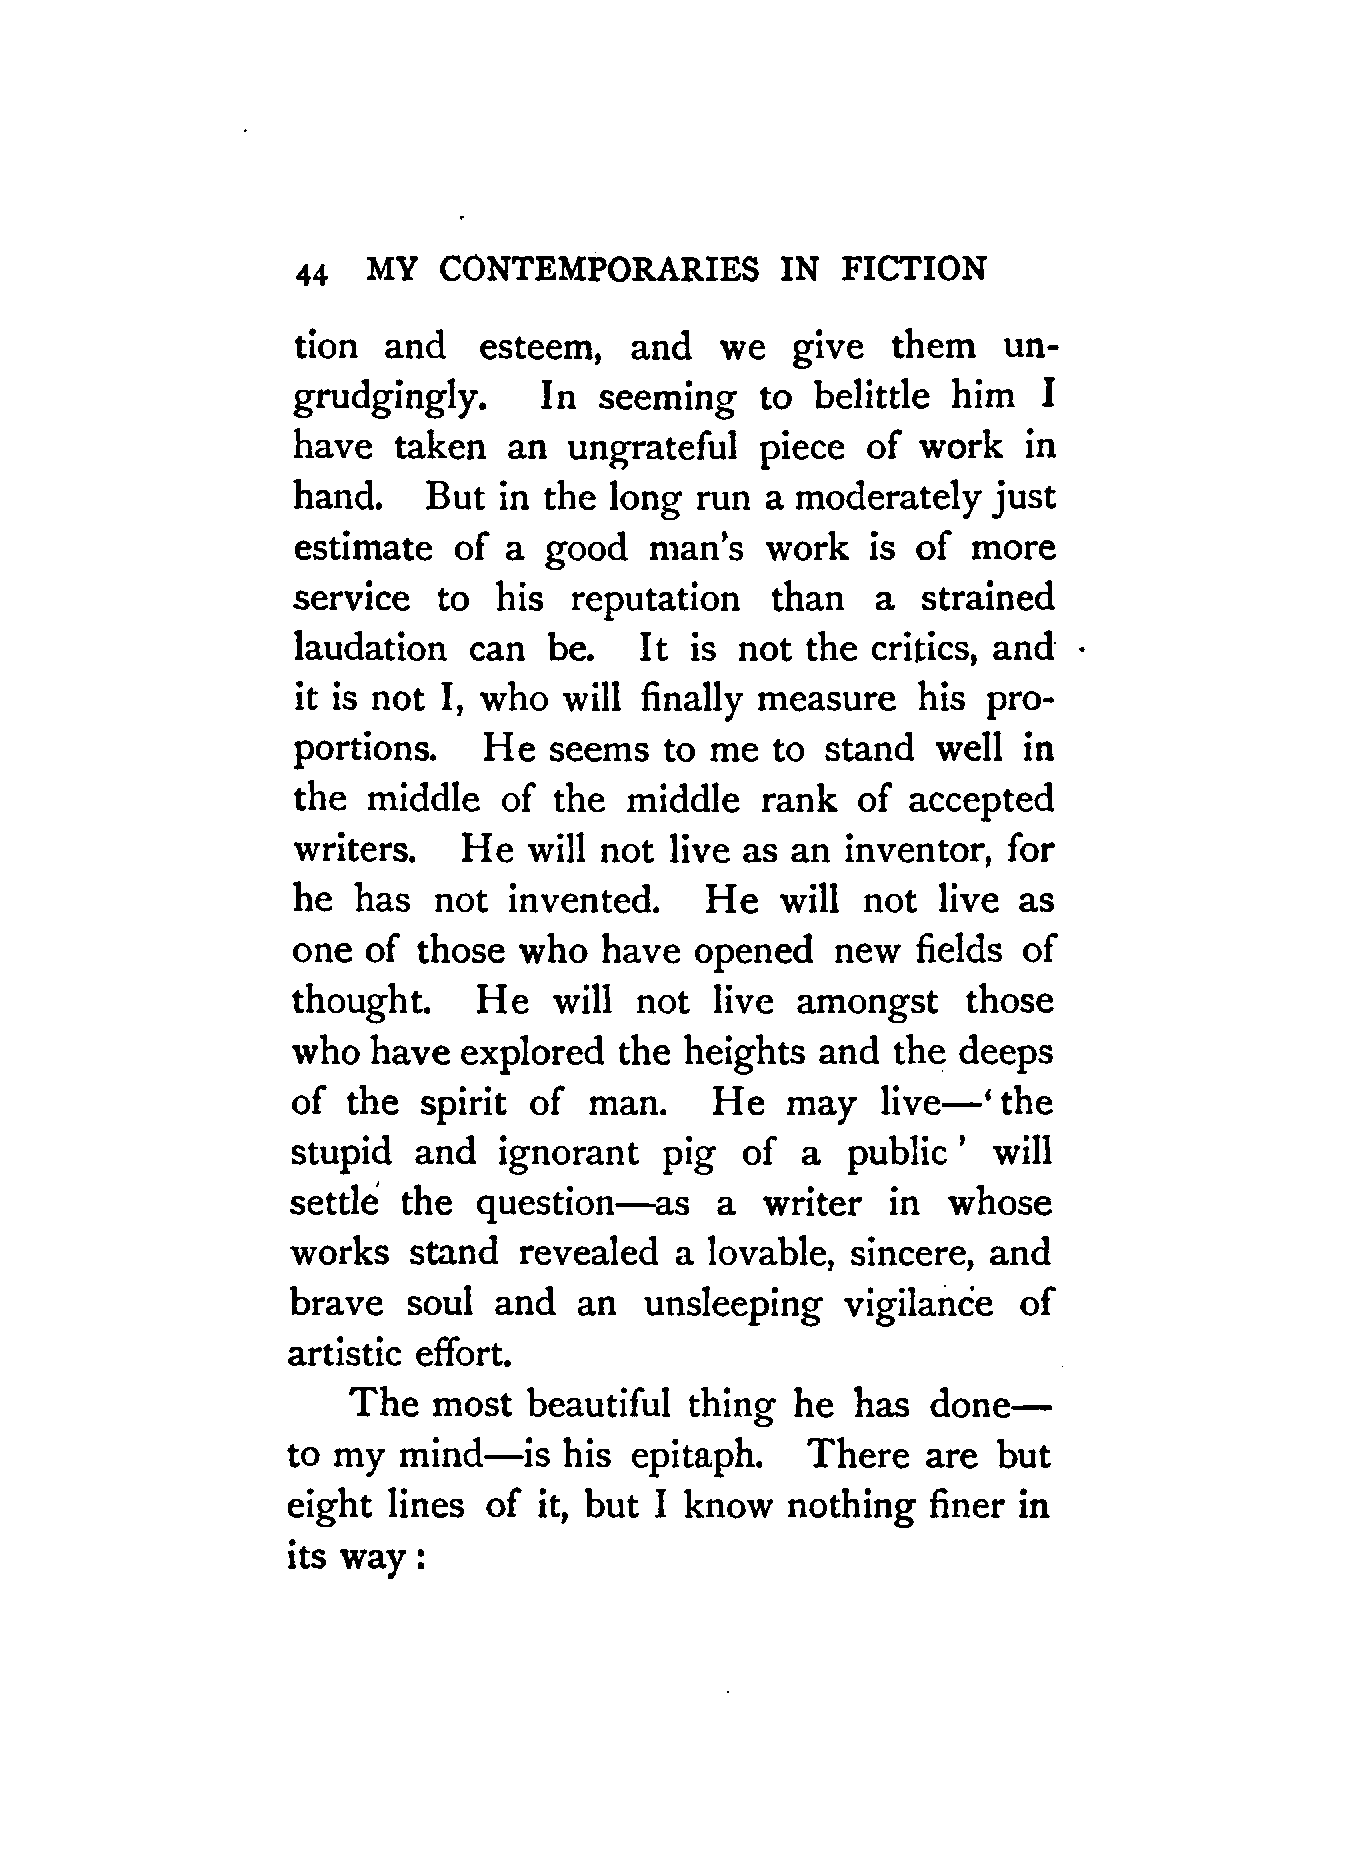 44 MY CONTEMPORARIES IN FICTION
tion and esteem, and we give them un-
grudgingly. In seeming to belittle him I
have taken an ungrateful piece of work in
hand. But in the long run a moderately just
estimate of a good man's work is of more
service to his reputation than a strained
laudation can be. It is not the critics, and
it is not I, who will finally measure his pro-
portions. He seems to me to stand well in
the middle of the middle rank of accepted
writers. He will not live as an inventor, for
he has not invented. He will not live as
one of those who have opened new fields of
thought. He will not live amongst those
who have explored the heights and the deeps
of the spirit of man. He may live—‘the
stupid and ignorant pig of a public’ will
settle the question—as a writer in whose
works stand revealed a lovable, sincere, and
brave soul and an unsleeping vigilance of
artistic effort.
The most beautiful thing he has done—
to my mind—is his epitaph. There are but
eight lines of it, but I know nothing finer in
its way: